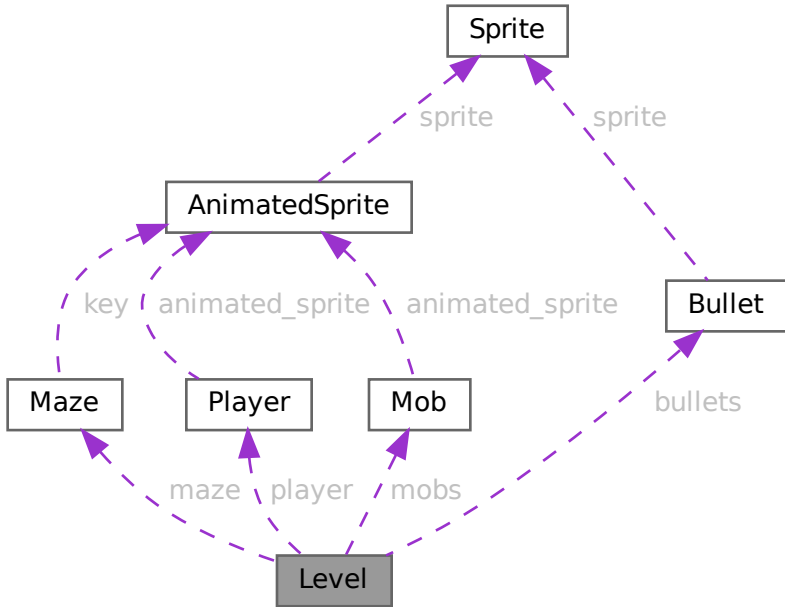 Sprite
sprite
sprite
AnimatedSprite
key
animated_sprite
animated_sprite
Bullet
Maze
Player
Mob
bullets
maze
player
mobs
Level